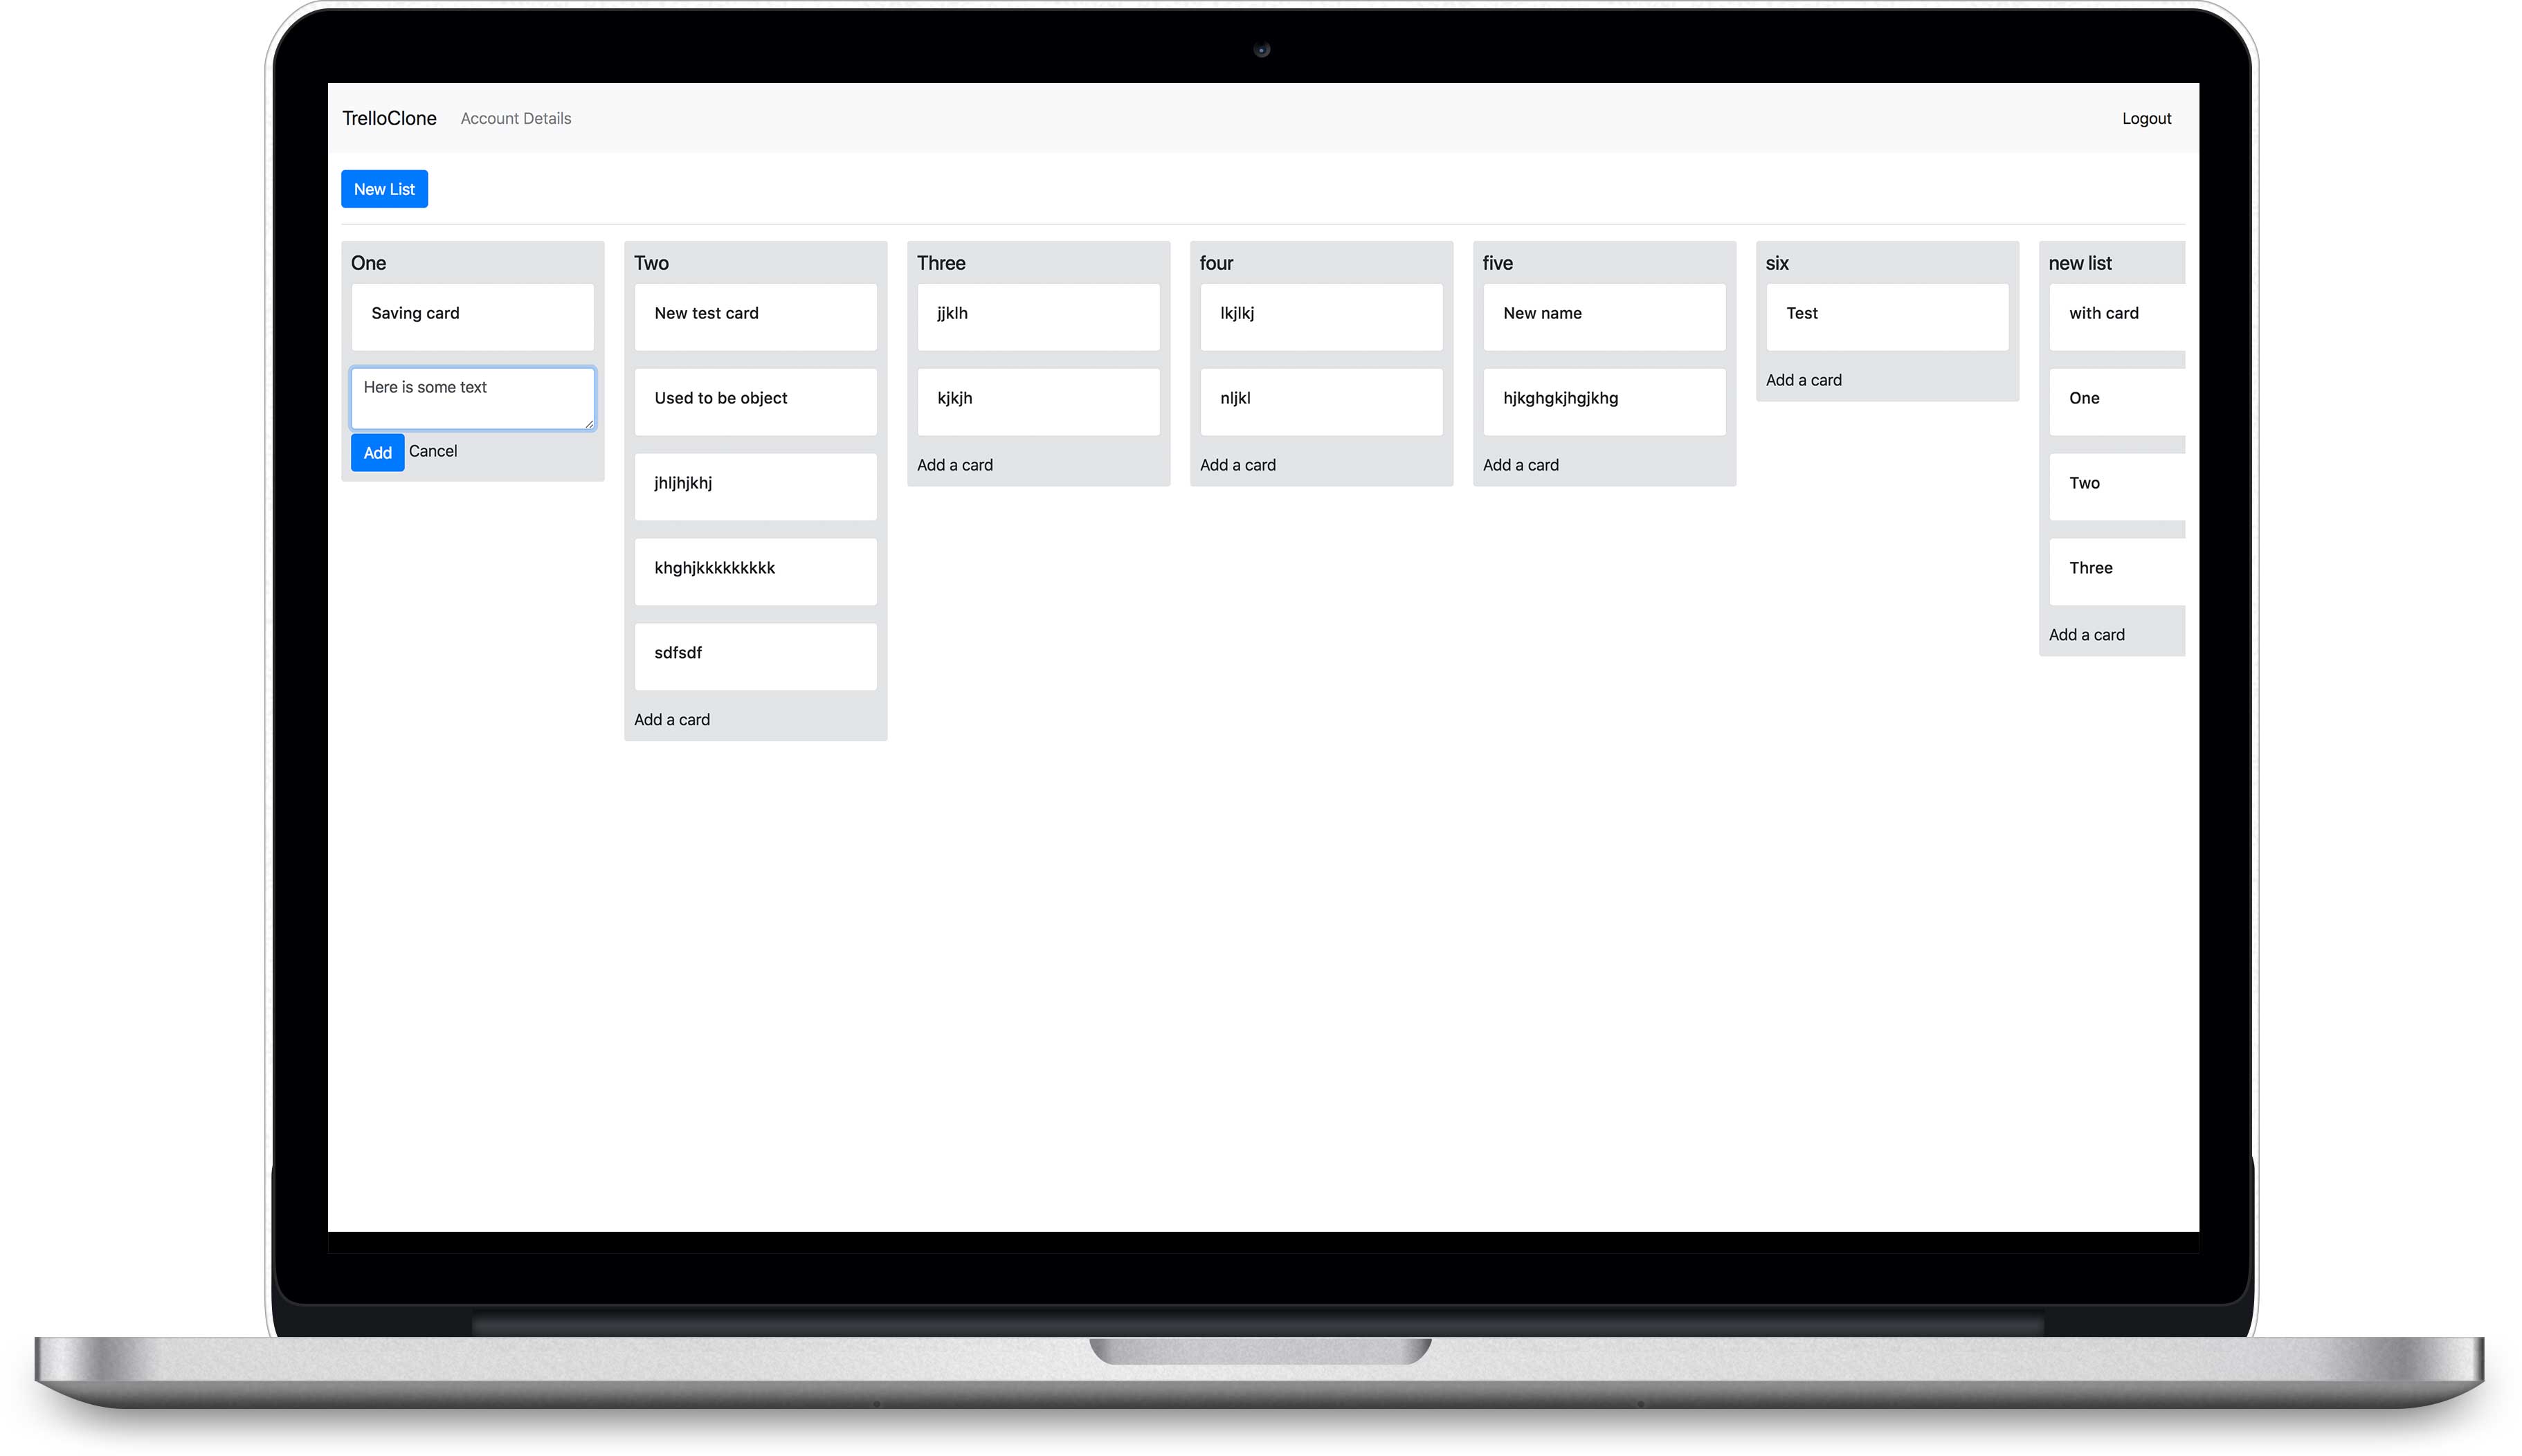 TrelloClone
Account Details
Logout
New List
One
Saving card
Here is some text
Add
Cancel
Two
New test card
Used to be object
jhljhjkhj
khghjkkkkkkkkk
sdfsdf
Add a card
Three
jjklh
kjkjh
Add a card
four
lkjlkj
nljkl
Add a card
five
New name
hjkghgkjhgjkhg
Add a card
six
Test
Add a card
new list
with card
One
Two
Three
Add a card